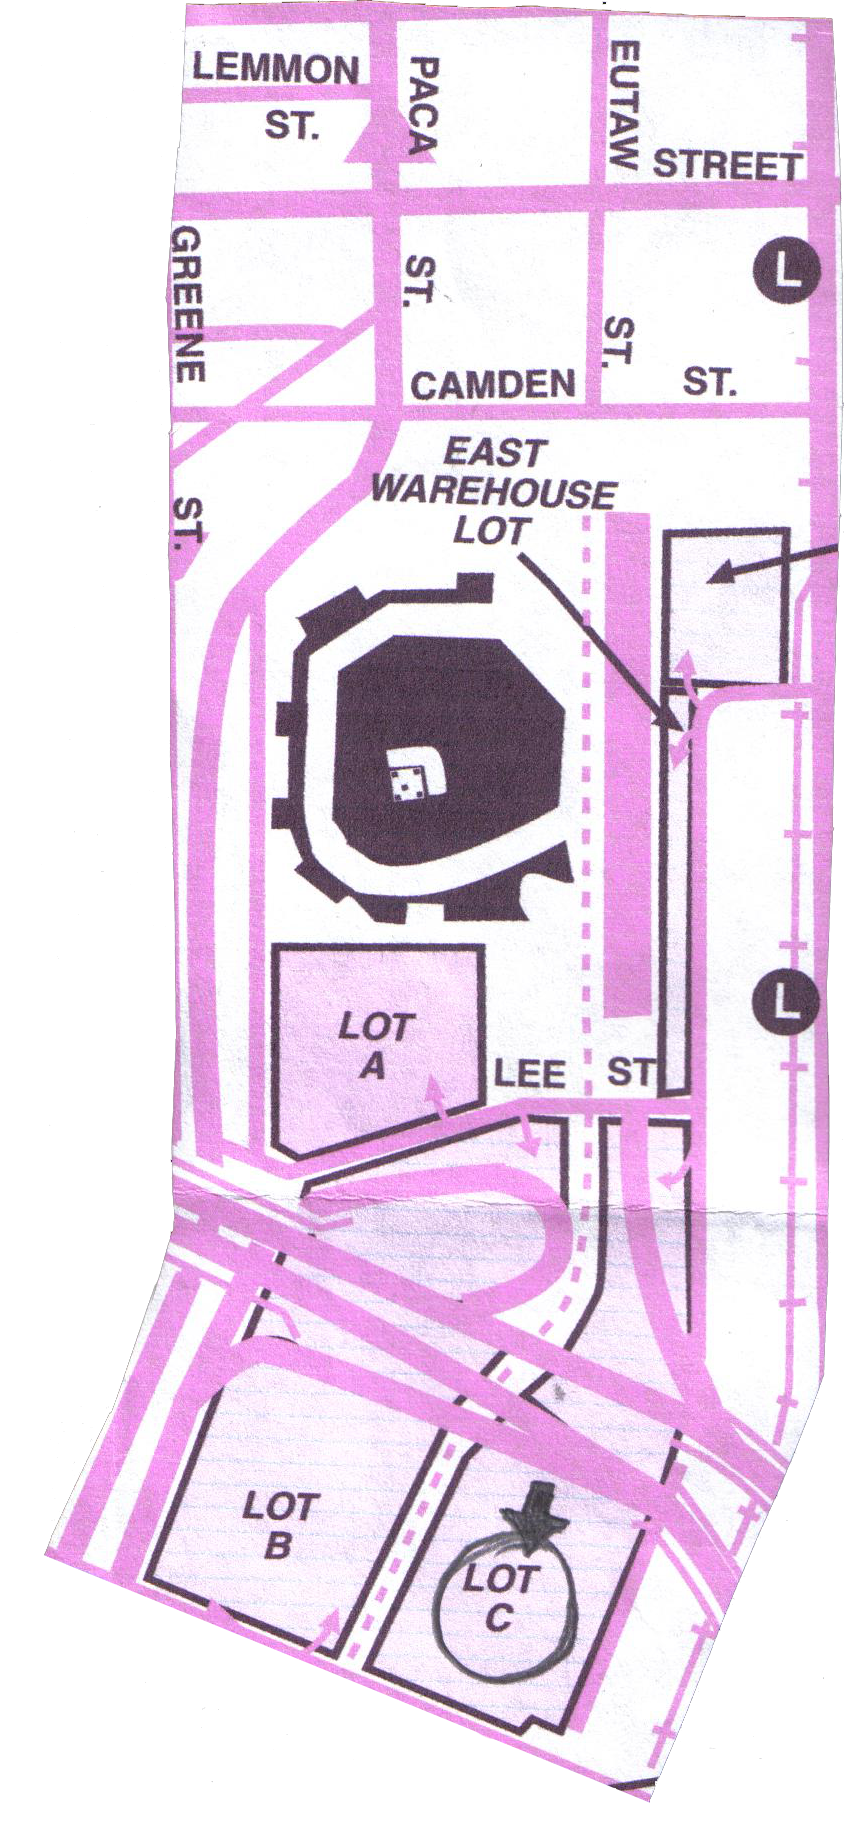 LEMMON
ST.
PACA
ST.
EUTAW
ST.
STREET
GREENE
ST.
L
CAMDEN
ST.
EAST
WAREHOUSE
LOT
LOT
A
LEE
ST
L
LOT
B
LOT
C